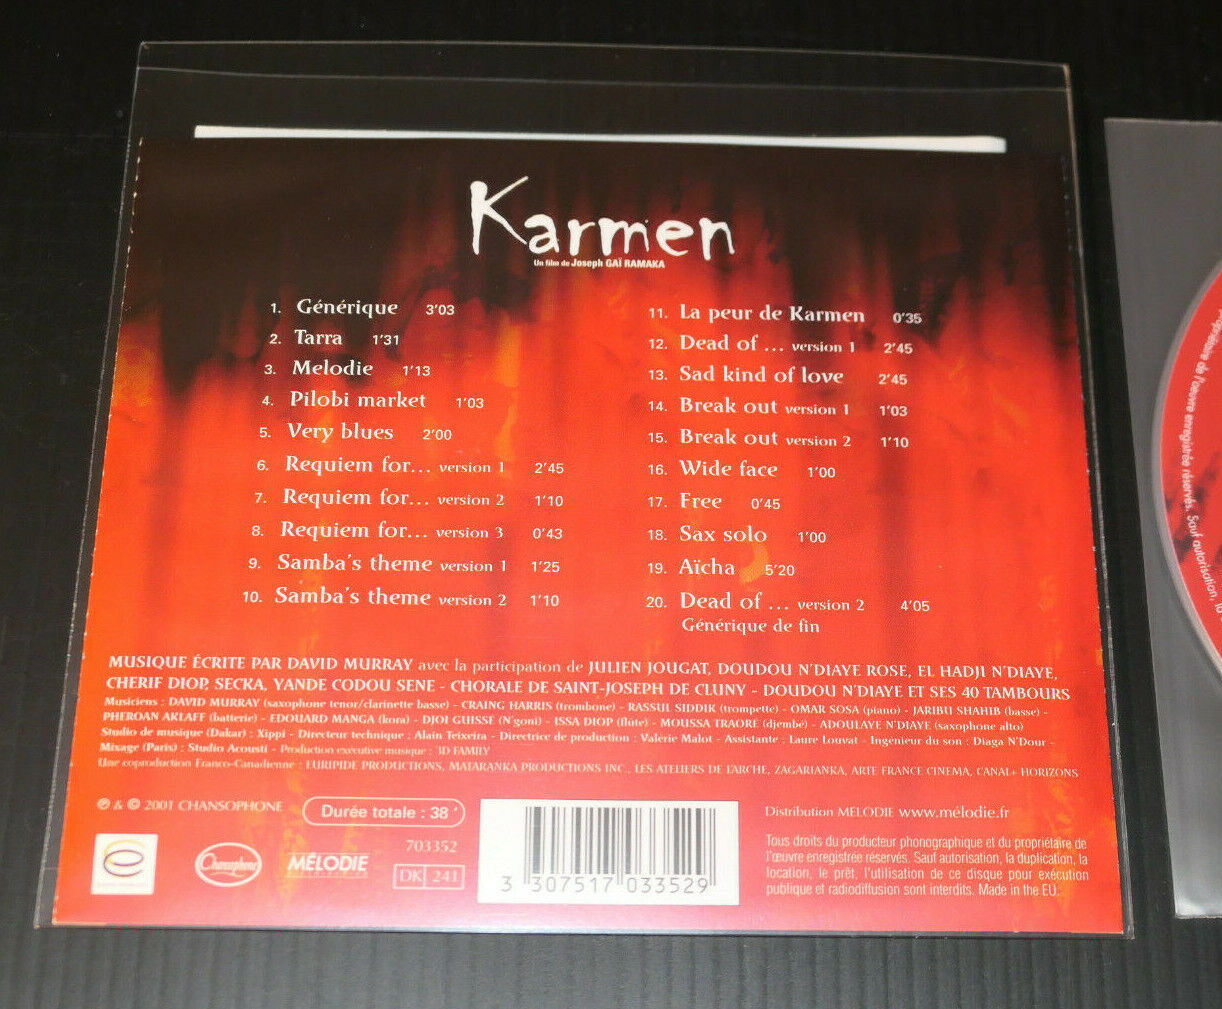 Karmen
Un film de Joseph GAÏ RAMAKA
1. Générique 3'03
2. Tarra 1'31
3. Melodie 1'13
4. Pilobi market 1'03
5. Very blues 2'00
6. Requiem for... version 1 2'45
7. Requiem for... version 2 1'10
8. Requiem for... version 3 0'43
9. Samba's theme version 1 1'25
10. Samba's theme version 2 1'10
11. La peur de Karmen 0'35
12. Dead of ... version 1 2'45
13. Sad kind of love 2'45
14. Break out version 1 1'03
15. Break out version 2 1'10
16. Wide face 1'00
17. Free 0'45
18. Sax solo 1'00
19. Aïcha 5'20
20. Dead of ... version 2 4'05
Générique de fin
MUSIQUE ÉCRITE PAR DAVID MURRAY avec la participation de JULIEN JOUGAT, DOUDOU N'DIAYE ROSE, EL HADJI N'DIAYE,
CHERIF DIOP, SECKA, YANDE CODOU SENE - CHORALE DE SAINT-JOSEPH DE CLUNY - DOUDOU N'DIAYE ET SES 40 TAMBOURS
Musiciens : DAVID MURRAY (saxophone tenor/clarinette basse) - CRAING HARRIS (trombone) - RASSUL SIDDIK (trompette) - OMAR SOSA (piano) - JARIBU SHAHIB (basse) -
PHEROAN AKLAFF (batterie) - EDOUARD MANGA (kora) - DJOI GUISSE (N'goni) - ISSA DIOP (flûte) - MOUSSA TRAORÉ (djembé) - ADOULAYE N'DIAYE (saxophone alto)
Studio de musique (Dakar) : Xippi - Directeur technique : Alain Teixeira - Directrice de production : Valérie Malot - Assistante : Laure Louvat - Ingénieur du son : Diaga N'Dour -
Mixage (Paris) : Studio Acousti - Production exécutive musique : 3D FAMILY
Une coproduction Franco-Canadienne : EURIPIDE PRODUCTIONS, MATARANKA PRODUCTIONS INC., LES ATELIERS DE L'ARCHE, ZAGARIANKA, ARTE FRANCE CINEMA, CANAL+ HORIZONS
℗ & © 2001 CHANSOPHONE
Durée totale : 38 '
Chansophone
MÉLODIE
703352
DK 241
3 307517 033529
Distribution MELODIE www.mélodie.fr
Tous droits du producteur phonographique et du propriétaire de
l'œuvre enregistrée réservés. Sauf autorisation, la duplication, la
location, le prêt, l'utilisation de ce disque pour exécution
publique et radiodiffusion sont interdits. Made in the EU.
propriétaire de l'oeuvre enregistrée réservés. Sauf autorisation, la